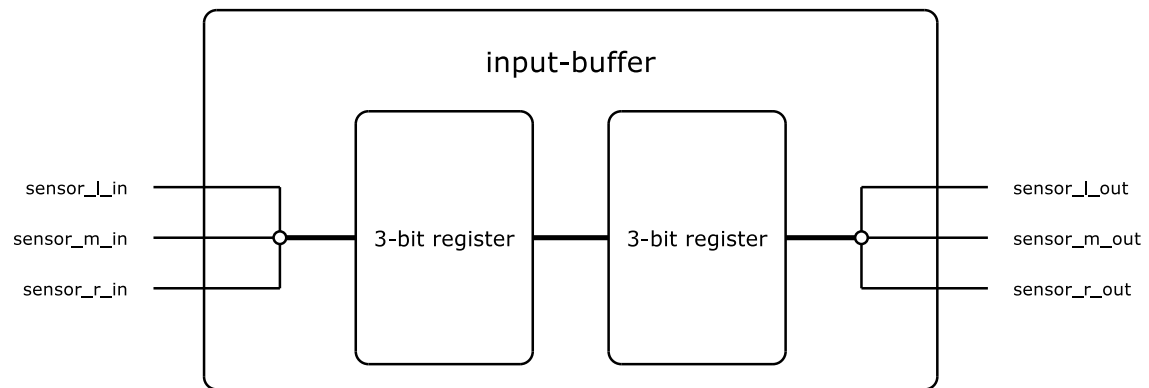 input-buffer
sensor_l_in
sensor_m_in
sensor_r_in
3-bit register
3-bit register
sensor_l_out
sensor_m_out
sensor_r_out